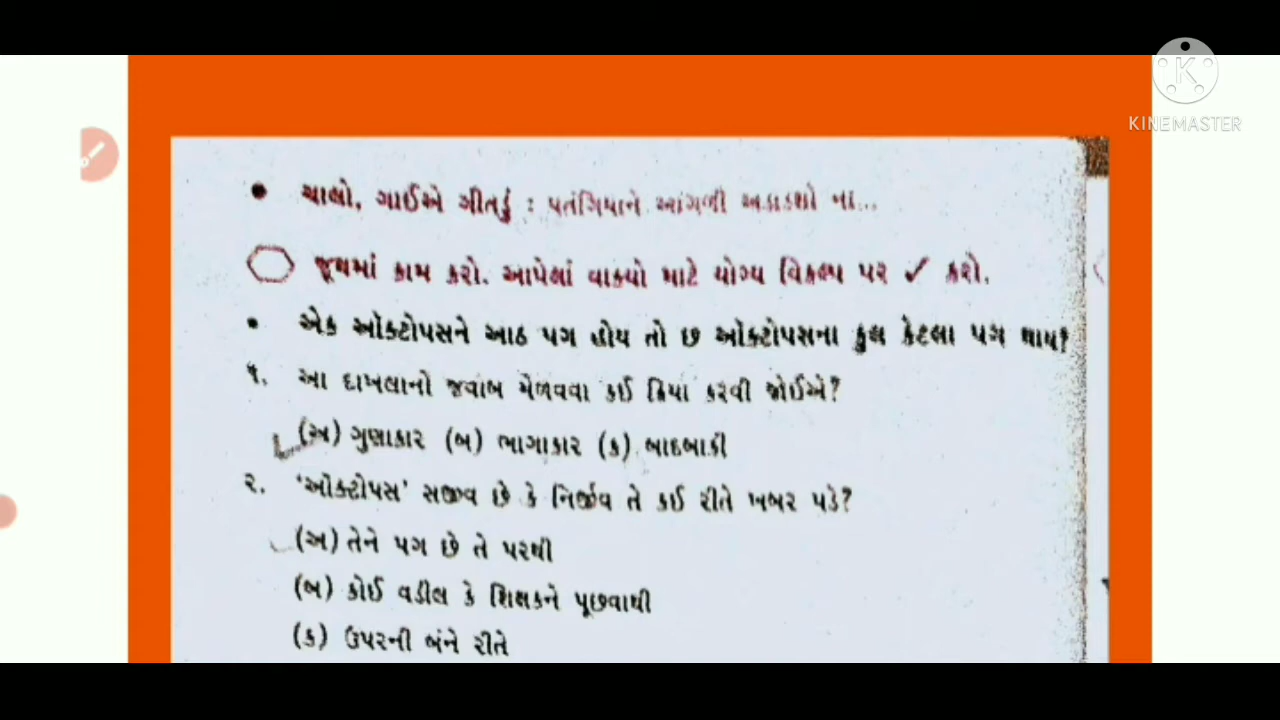 KINEMASTER
• ચાલો, ગાઈએ ગીતડું : પતંગિયાને આંગળી અડાડશો નાં...
જૂથમાં કામ કરો. આપેલાં વાક્યો માટે યોગ્ય વિકલ્પ પર ✓ કરો.
• એક ઑક્ટોપસને આઠ પગ હોય તો છ ઑક્ટોપસના કુલ કેટલા પગ થાય?
૧. આ દાખલાનો જવાબ મેળવવા કઈ ક્રિયા કરવી જોઈએ?
(અ) ગુણાકાર (બ) ભાગાકાર (ક) બાદબાકી
૨. 'ઑક્ટોપસ' સજીવ છે કે નિર્જીવ તે કઈ રીતે ખબર પડે?
(અ) તેને પગ છે તે પરથી
(બ) કોઈ વડીલ કે શિક્ષકને પૂછવાથી
(ક) ઉપરની બંને રીતે